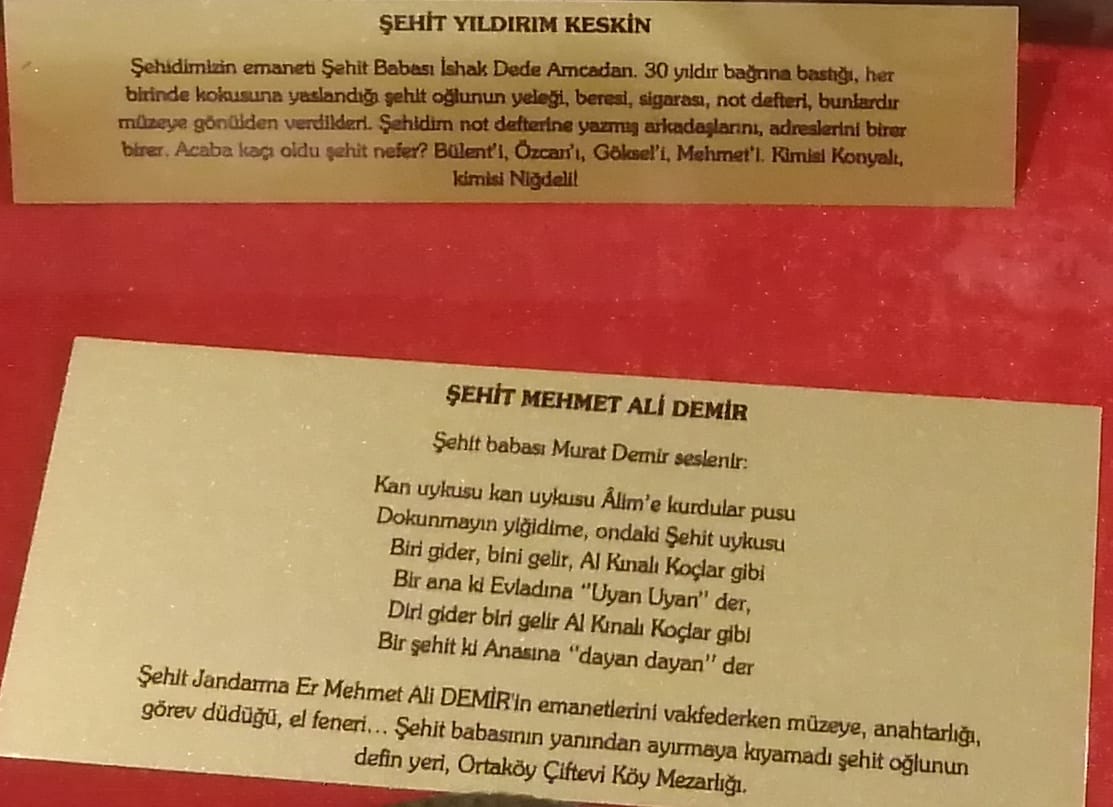 ŞEHİT YILDIRIM KESKİN
Şehidimizin emaneti Şehit Babası İshak Dede Amcadan. 30 yıldır bağrına bastığı, her
birinde kokusuna yaslandığı şehit oğlunun yeleği, beresi, sigarası, not defteri, bunlardır
müzeye gönülden verdikleri. Şehidim not defterine yazmış arkadaşlarını, adreslerini birer
birer. Acaba kaçı oldu şehit nefer? Bülent'i, Özcan'ı, Göksel'i, Mehmet'i. Kimisi Konyalı,
kimisi Niğdeli!
ŞEHİT MEHMET ALİ DEMİR
Şehit babası Murat Demir seslenir:
Kan uykusu kan uykusu Âlim'e kurdular pusu
Dokunmayın yiğidime, ondaki Şehit uykusu
Biri gider, bini gelir, Al Kınalı Koçlar gibi
Bir ana ki Evladına "Uyan Uyan" der,
Diri gider biri gelir Al Kınalı Koçlar gibi
Bir şehit ki Anasına "dayan dayan" der
Şehit Jandarma Er Mehmet Ali DEMİR'in emanetlerini vakfederken müzeye, anahtarlığı,
görev düdüğü, el feneri... Şehit babasının yanından ayırmaya kıyamadı şehit oğlunun
defin yeri, Ortaköy Çiftevi Köy Mezarlığı.